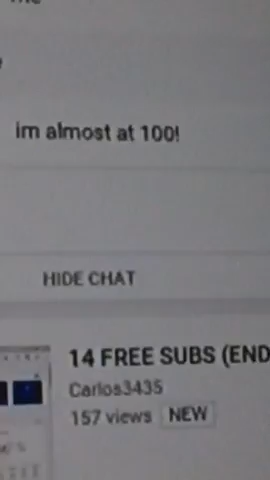 im almost at 100!
HIDE CHAT
14 FREE SUBS (END
Carlos3435
157 views NEW